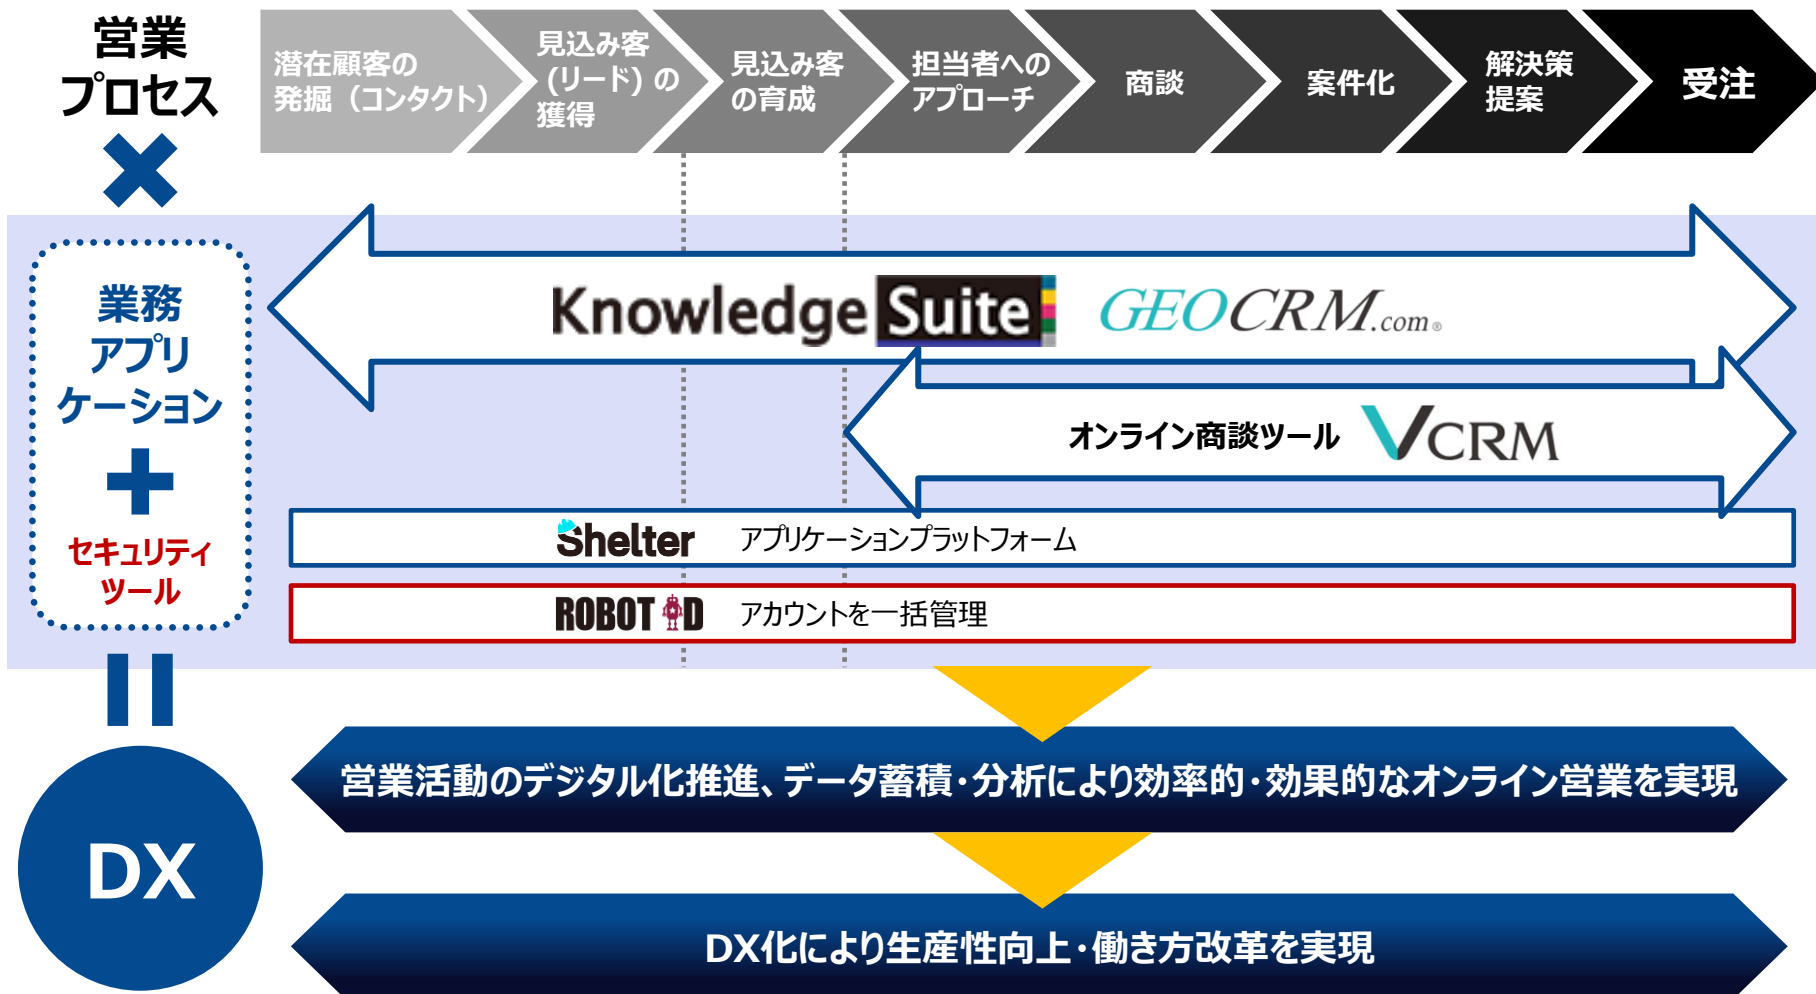 営業
プロセス
潜在顧客の
発掘（コンタクト）
見込み客
(リード) の
獲得
見込み客
の育成
担当者への
アプローチ
商談
案件化
解決策
提案
受注
業務
アプリ
ケーション
セキュリティ
ツール
Knowledge Suite
GEOCRM.com®
オンライン商談ツール VCRM
Shelter アプリケーションプラットフォーム
ROBOT ID アカウントを一括管理
営業活動のデジタル化推進、データ蓄積・分析により効率的・効果的なオンライン営業を実現
DX
DX化により生産性向上・働き方改革を実現